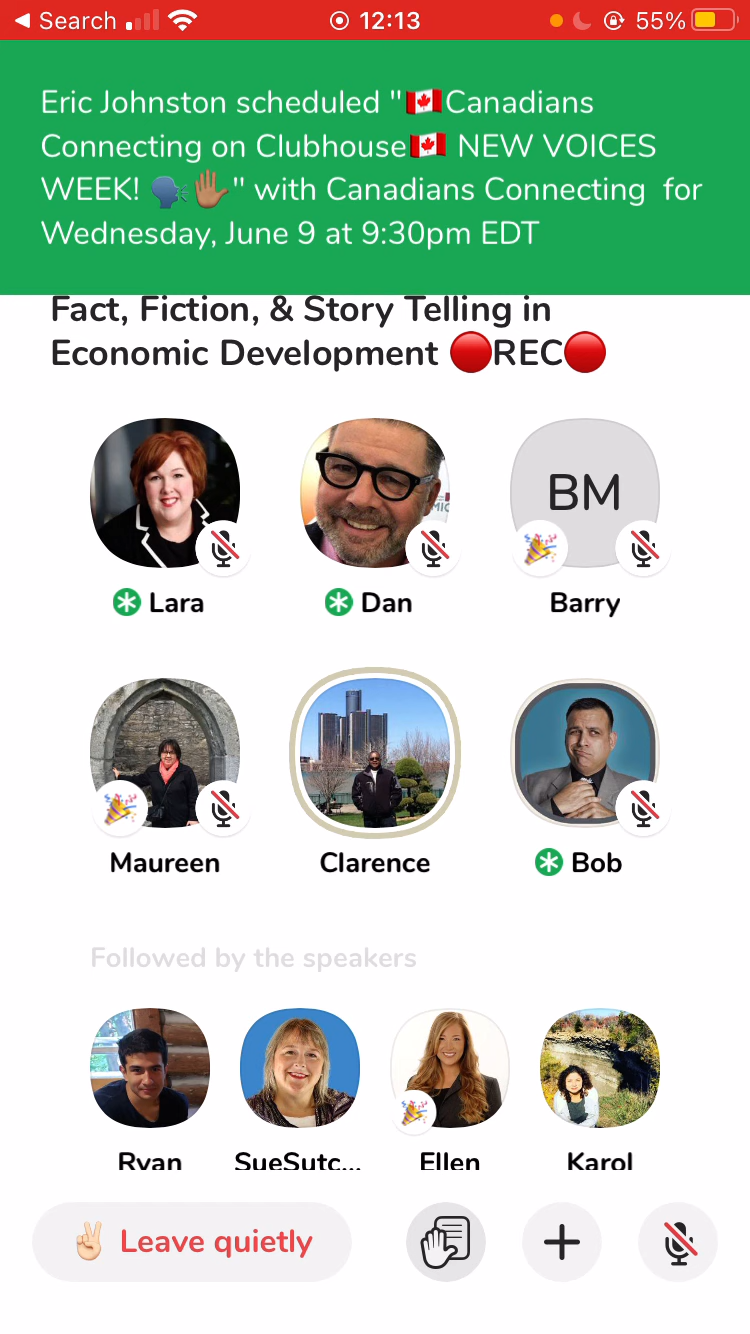 Search 12:13 55%
Eric Johnston scheduled "🇨🇦Canadians
Connecting on Clubhouse🇨🇦 NEW VOICES
WEEK! 🗣️✋🏽" with Canadians Connecting for
Wednesday, June 9 at 9:30pm EDT
Fact, Fiction, & Story Telling in
Economic Development 🔴REC🔴
BM
Lara Dan Barry
Maureen Clarence Bob
Followed by the speakers
Ryan SueSutc... Ellen Karol
Leave quietly